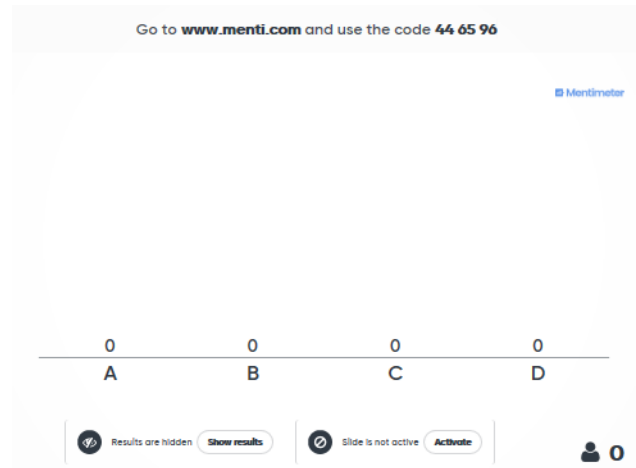 Go to www.menti.com and use the code 44 65 96
Mentimeter
0 0 0 0
A B C D
Results are hidden Show results Slide is not active Activate
0